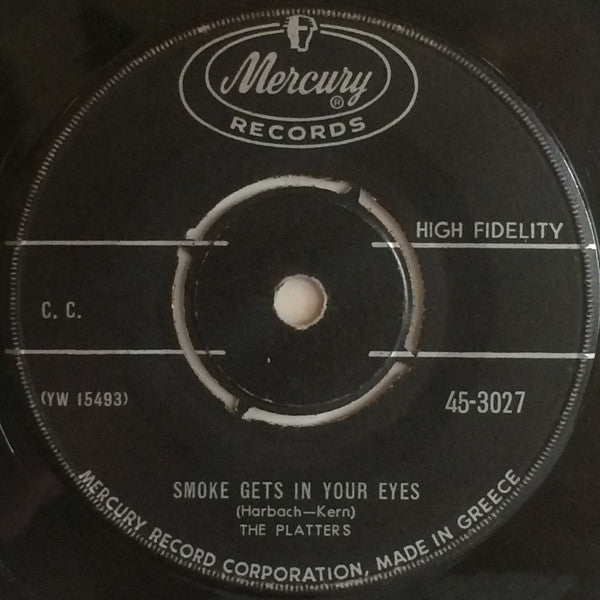 Mercury
®
RECORDS
HIGH FIDELITY
C. C.
(YW 15493)
45-3027
SMOKE GETS IN YOUR EYES
(Harbach—Kern)
THE PLATTERS
MERCURY RECORD CORPORATION, MADE IN GREECE